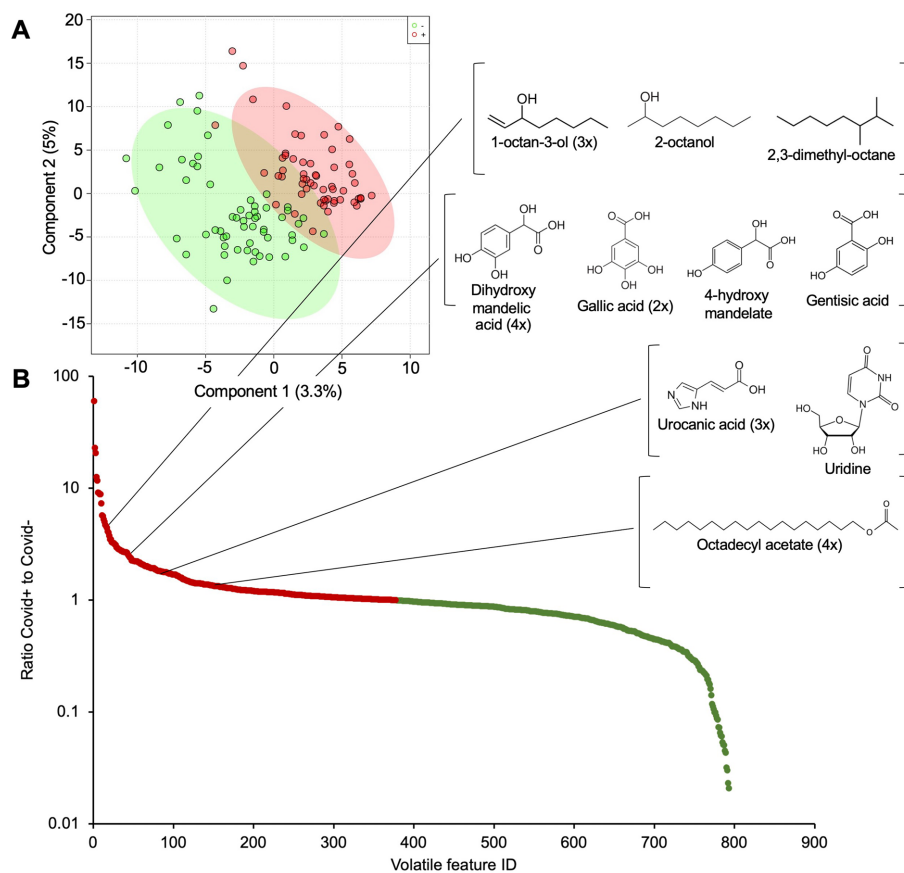 A
20
15
10
5
0
-5
-10
-15
-10
-5
0
5
10
Component 2 (5%)
Component 1 (3.3%)
-
+
OH
1-octan-3-ol (3x)
OH
2-octanol
2,3-dimethyl-octane
OH
OH
O
HO
OH
Dihydroxy
mandelic
acid (4x)
O
OH
HO
OH
OH
Gallic acid (2x)
OH
OH
O
HO
4-hydroxy
mandelate
O
OH
OH
HO
Gentisic acid
O
OH
N
NH
Urocanic acid (3x)
O
NH
N
O
HO
O
HO
OH
Uridine
O
O
Octadecyl acetate (4x)
B
100
10
1
0.1
0.01
0
100
200
300
400
500
600
700
800
900
Ratio Covid+ to Covid-
Volatile feature ID